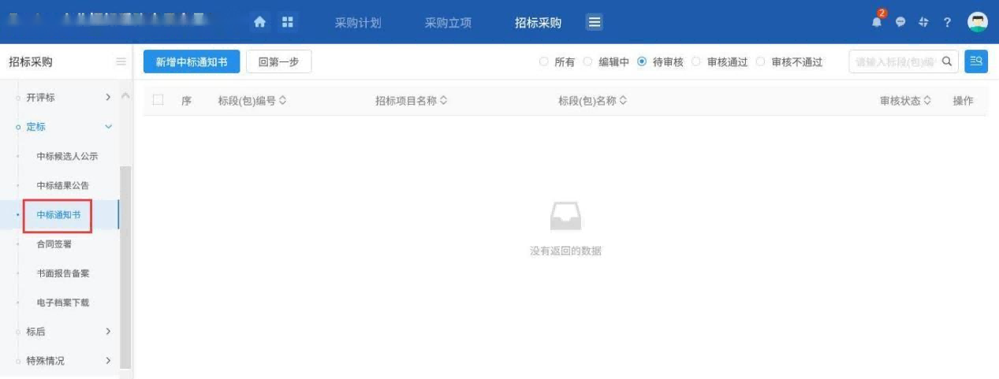 采购计划 采购立项 招标采购 2 ?
招标采购 新增中标通知书 回第一步 所有 编辑中 待审核 审核通过 审核不通过 请输入标段(包)编
开评标
序 标段(包)编号 招标项目名称 标段(包)名称 审核状态 操作
定标
中标候选人公示
中标结果公告
中标通知书
合同签署
没有返回的数据
书面报告备案
电子档案下载
标后
特殊情况